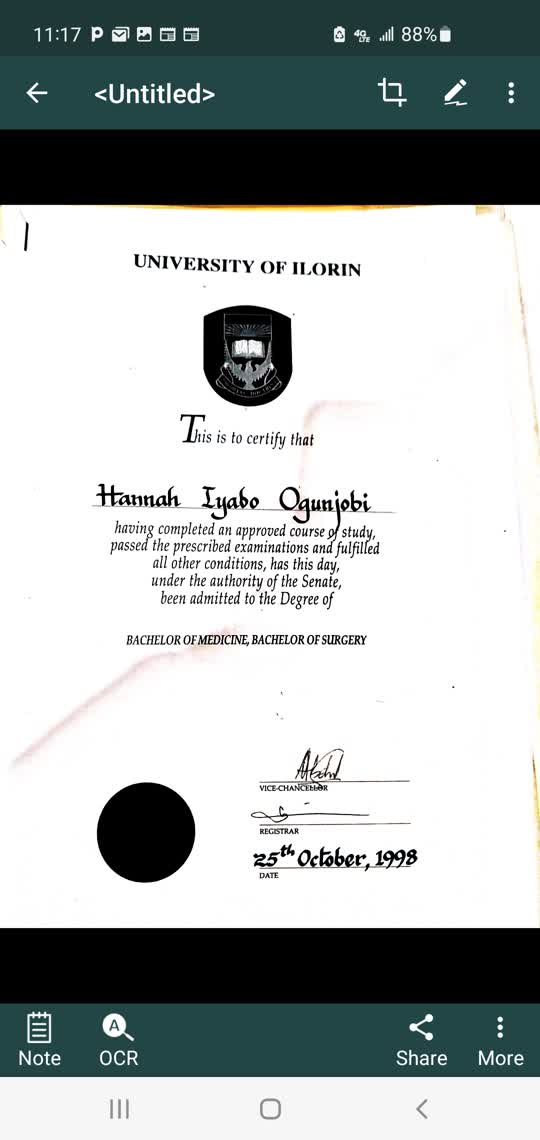 11:17 P
4G LTE 88%
<Untitled>
UNIVERSITY OF ILORIN
This is to certify that
Hannah Iyabo Ogunjobi
having completed an approved course of study,
passed the prescribed examinations and fulfilled
all other conditions, has this day,
under the authority of the Senate,
been admitted to the Degree of
BACHELOR OF MEDICINE, BACHELOR OF SURGERY
VICE-CHANCELLOR
REGISTRAR
25th October, 1998
DATE
A
Note OCR Share More